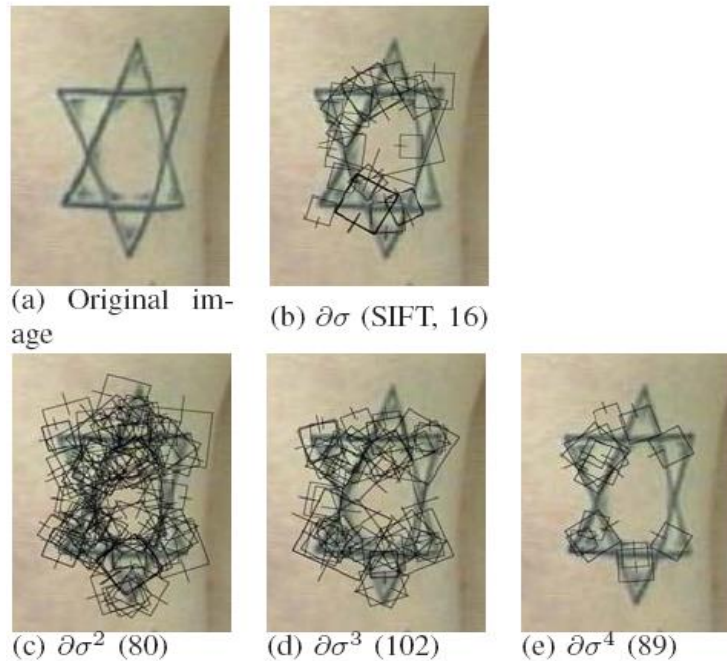 (a) Original im-
age
(b) ∂σ (SIFT, 16)
(c) ∂σ² (80)
(d) ∂σ³ (102)
(e) ∂σ⁴ (89)